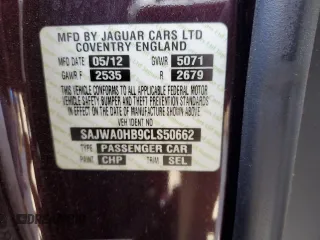 MFD BY JAGUAR CARS LTD
COVENTRY ENGLAND
MFD DATE 05/12 GVWR 5071
GAWR F 2535 R 2679
THIS VEHICLE CONFORMS TO ALL APPLICABLE FEDERAL MOTOR
VEHICLE SAFETY BUMPER AND THEFT PREVENTION STANDARDS
IN EFFECT ON THE DATE OF MANUFACTURE SHOWN ABOVE
VEH IDENT NO
SAJWA0HB9CLS50662
TYPE PASSENGER CAR
PAINT CHP TRIM SEL